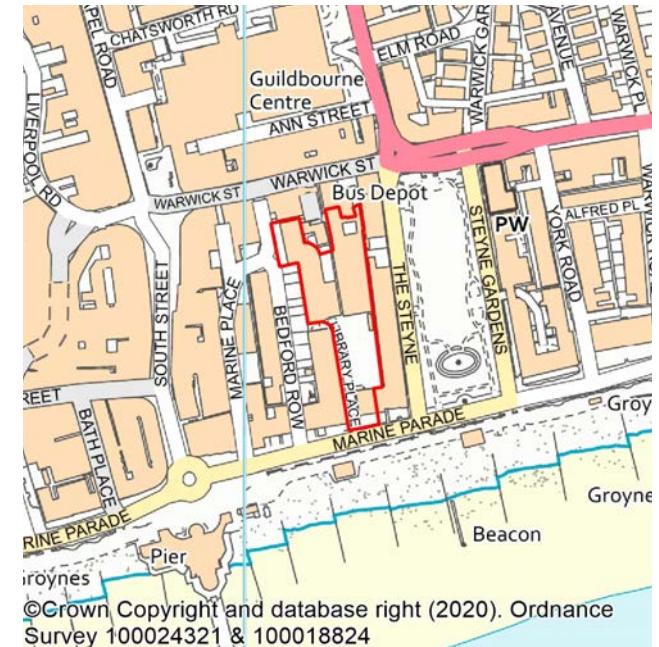 CHATSWORTH RD
ELM ROAD
WARWICK GAR
AVENUE
WARWICK PL
PEL ROAD
LIVERPOOL RD
Guildbourne
Centre
ANN STREET
WARWICK ST
WARWICK ST
Bus Depot
PW
YORK ROAD
ALFRED PL
SOUTH STREET
MARINE PLACE
BEDFORD ROW
LIBRARY PLACE
THE STEYNE
STEYNE GARDENS
REET
BATH PLACE
MARINE PARADE
Groy
Groyne
Beacon
RINE PARADE
Pier
Groynes
©Crown Copyright and database right (2020). Ordnance
Survey 100024321 & 100018824